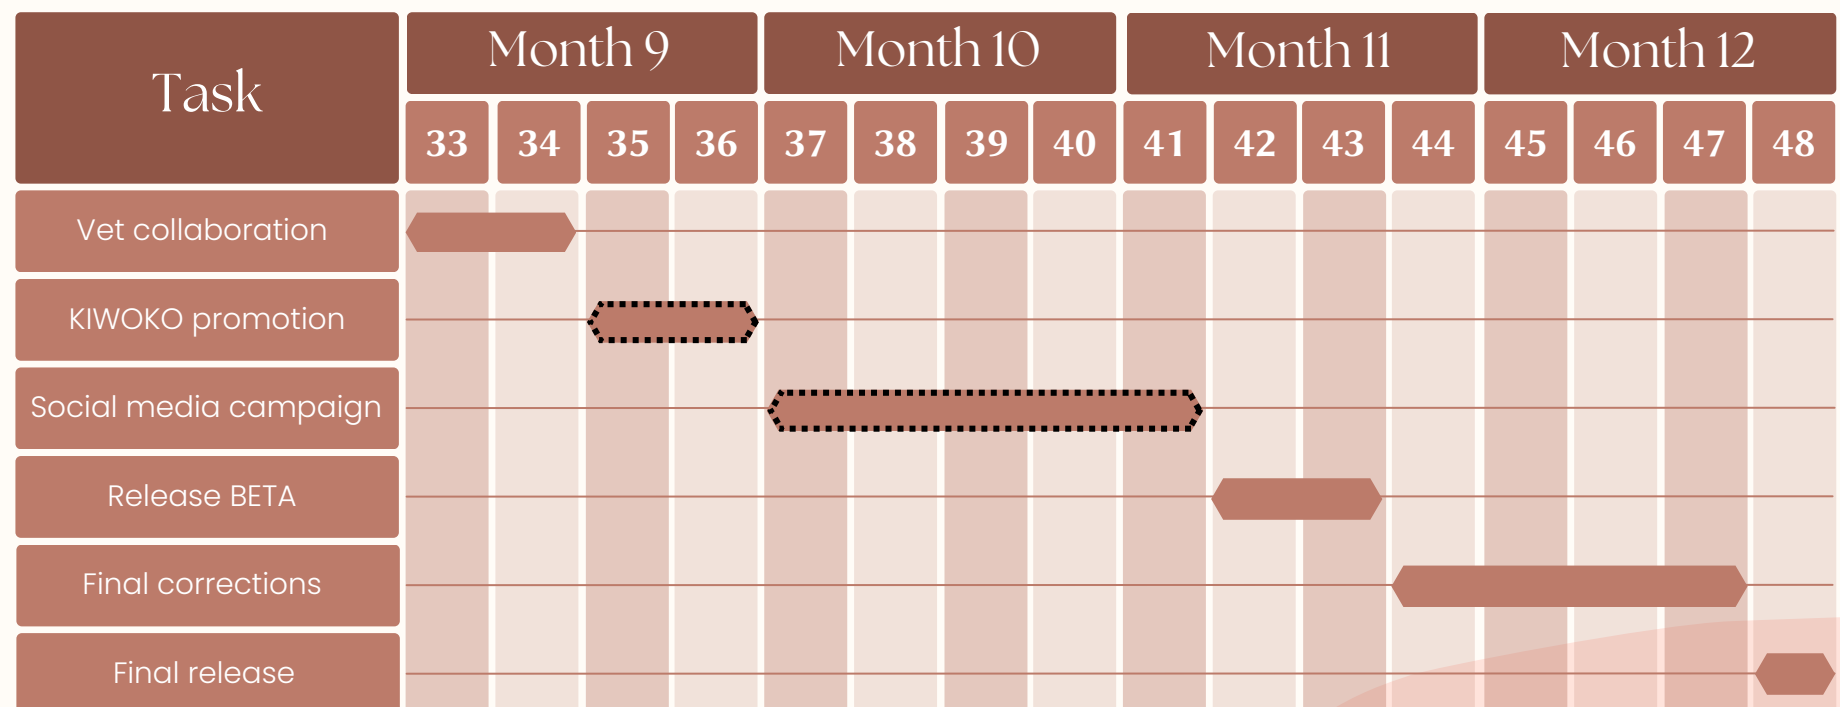 Task
Month 9
Month 10
Month 11
Month 12
33 34 35 36 37 38 39 40 41 42 43 44 45 46 47 48
Vet collaboration
KIWOKO promotion
Social media campaign
Release BETA
Final corrections
Final release